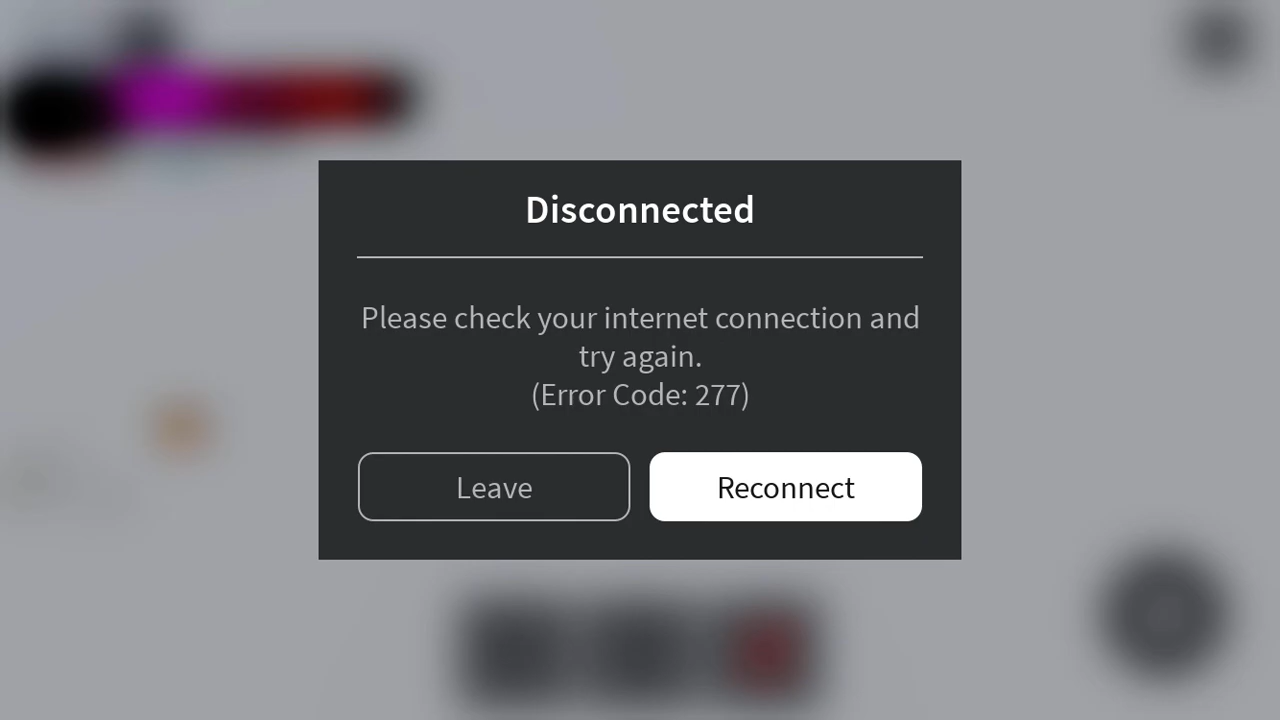 Disconnected
Please check your internet connection and
try again.
(Error Code: 277)
Leave
Reconnect